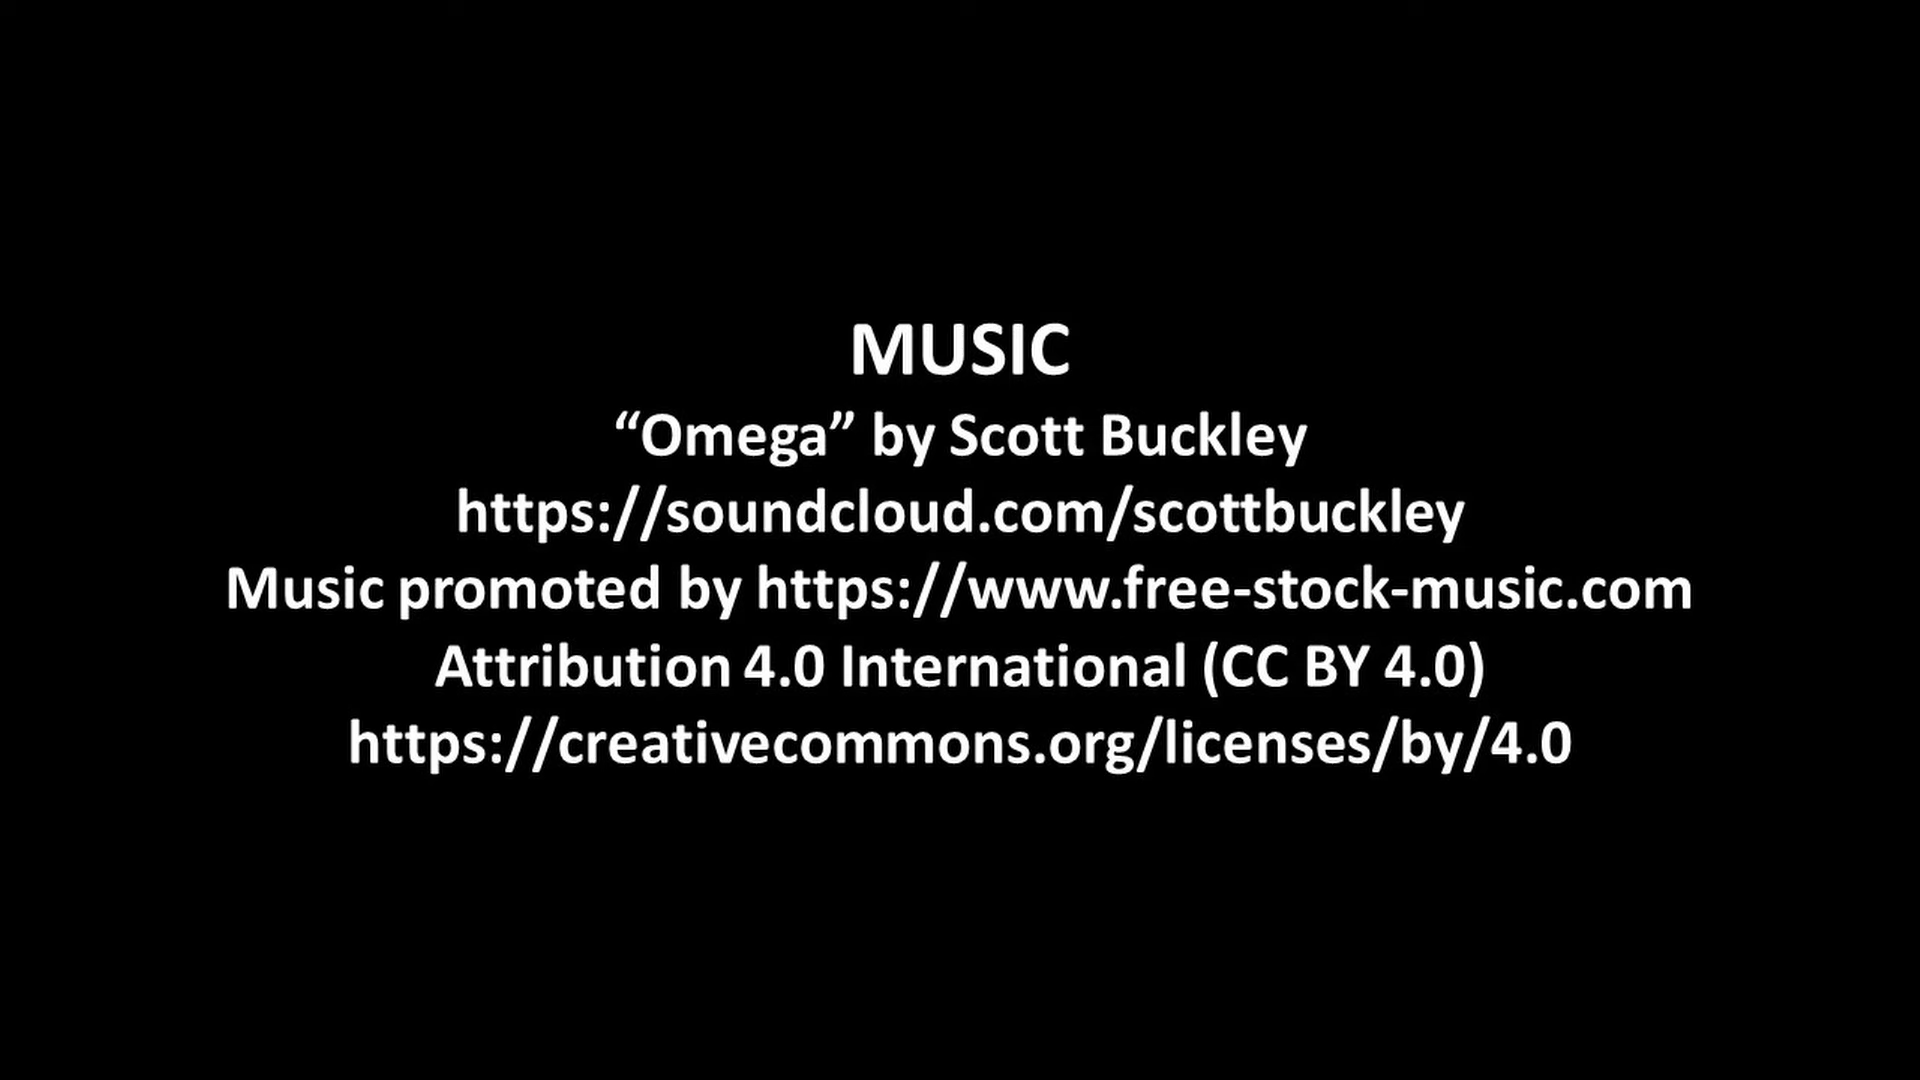 MUSIC
“Omega” by Scott Buckley
https://soundcloud.com/scottbuckley
Music promoted by https://www.free-stock-music.com
Attribution 4.0 International (CC BY 4.0)
https://creativecommons.org/licenses/by/4.0